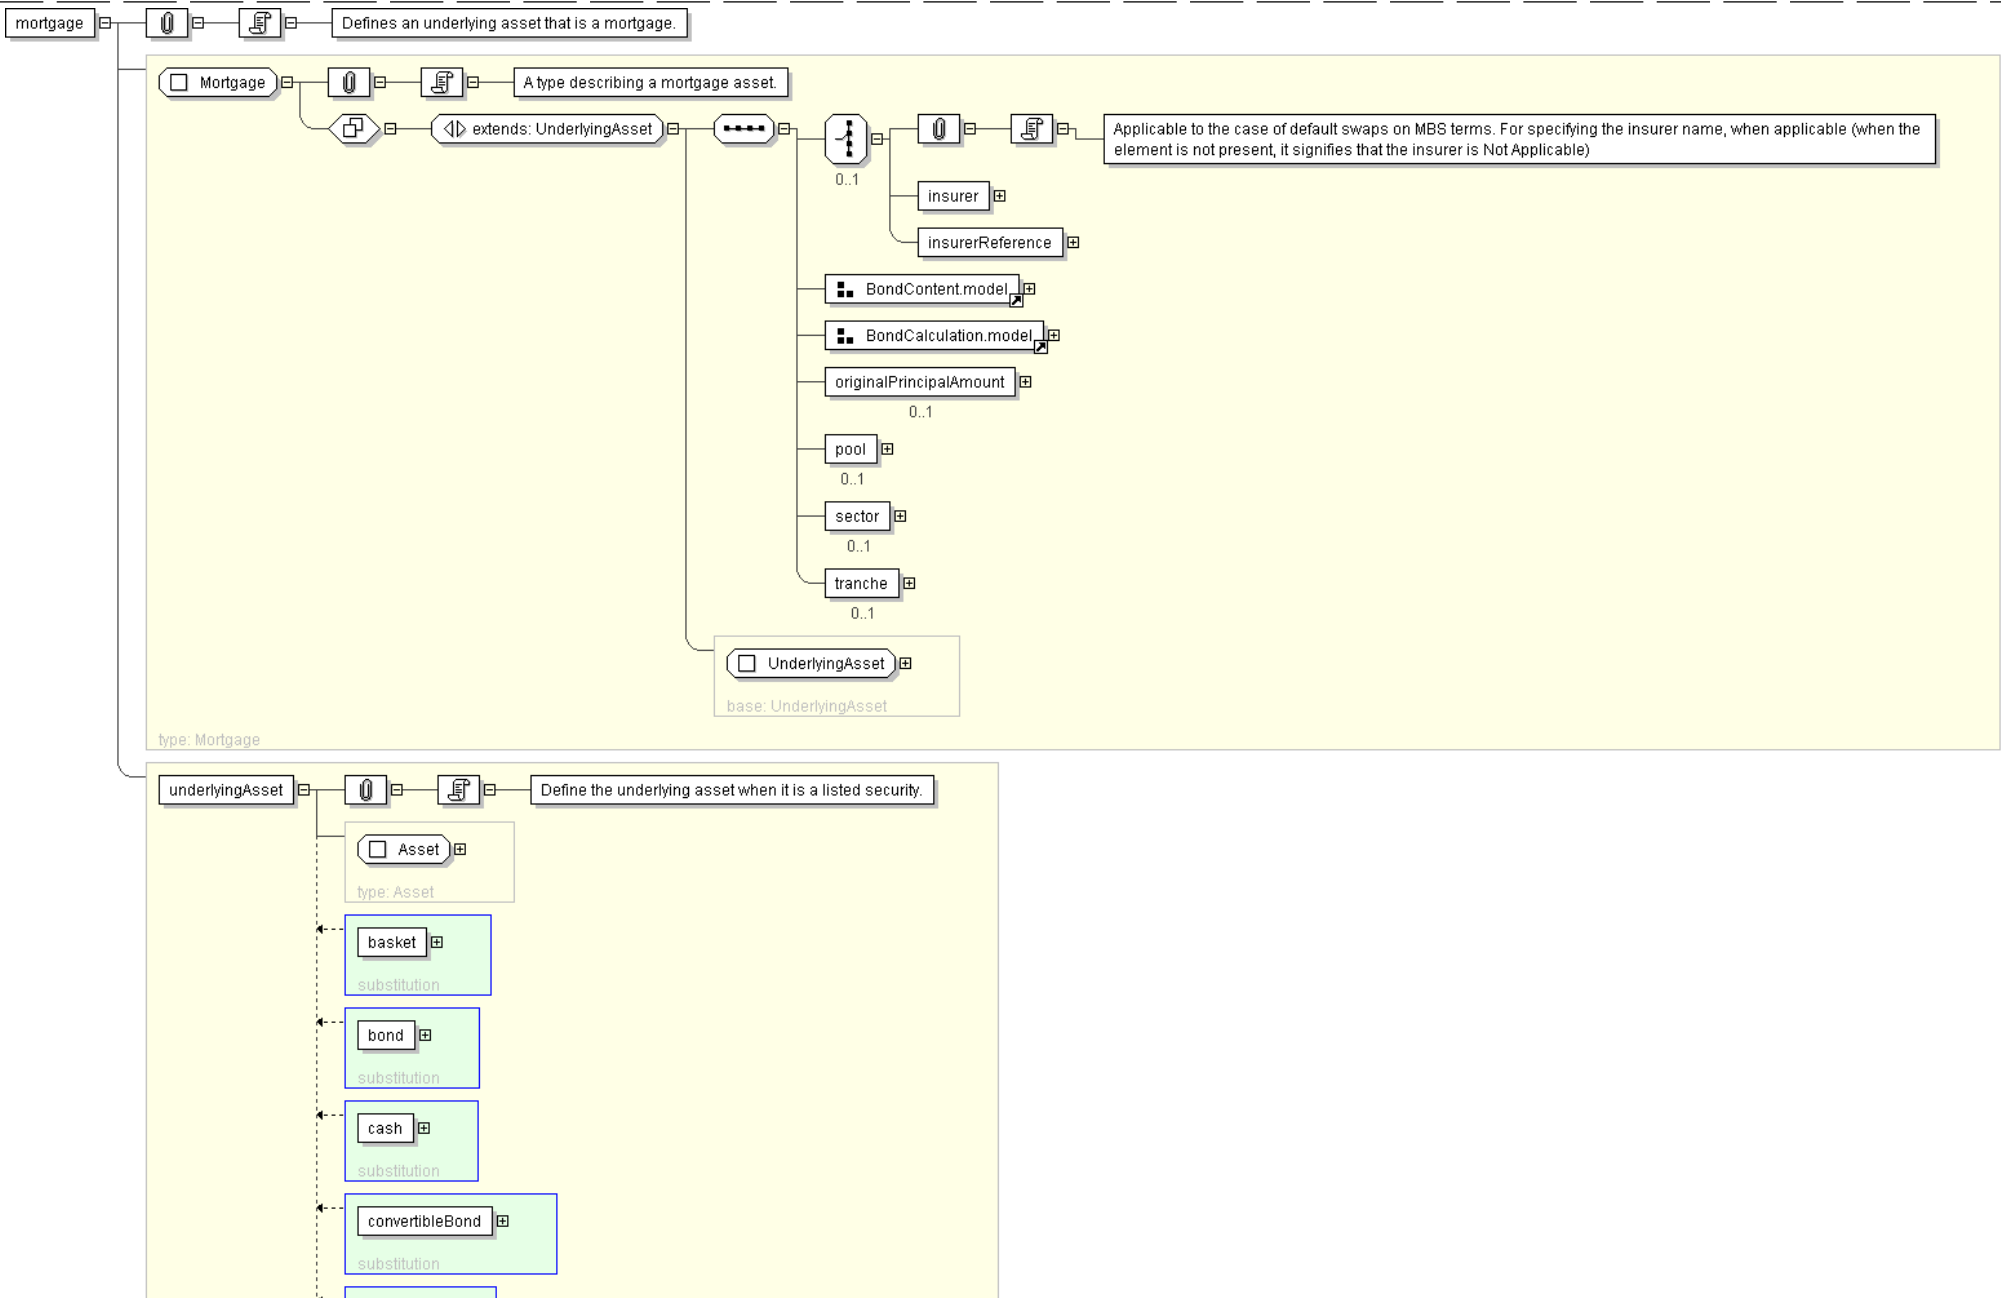 mortgage
Defines an underlying asset that is a mortgage.
Mortgage
A type describing a mortgage asset.
extends: UnderlyingAsset
Applicable to the case of default swaps on MBS terms. For specifying the insurer name, when applicable (when the
element is not present, it signifies that the insurer is Not Applicable)
0..1
insurer
insurerReference
BondContent.model
BondCalculation.model
originalPrincipalAmount
0..1
pool
0..1
sector
0..1
tranche
0..1
UnderlyingAsset
base: UnderlyingAsset
type: Mortgage
underlyingAsset
Define the underlying asset when it is a listed security.
Asset
type: Asset
basket
substitution
bond
substitution
cash
substitution
convertibleBond
substitution